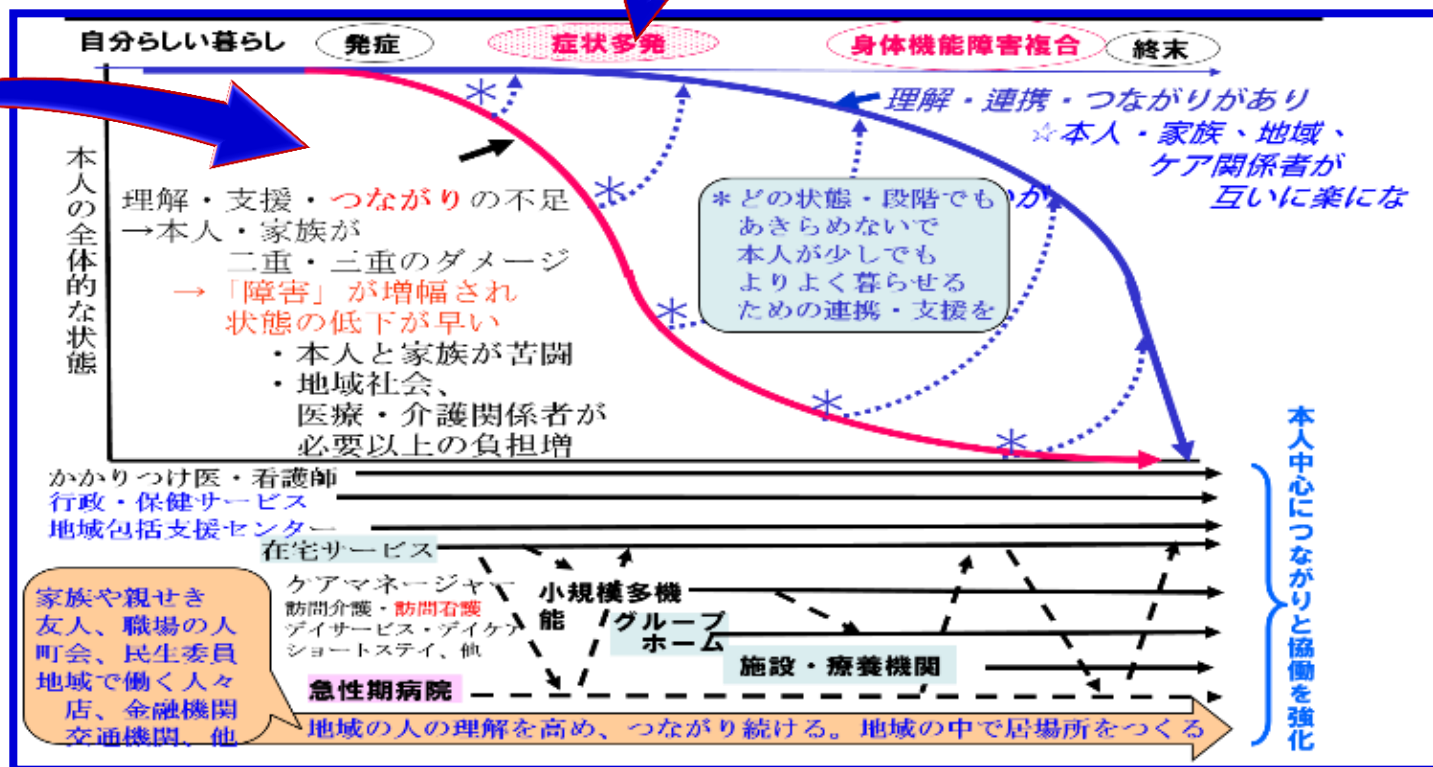 自分らしい暮らし
発症
症状多発
身体機能障害複合
終末
本人の全体的な状態
理解・連携・つながりがあり
☆本人・家族、地域、
ケア関係者が
互いに楽にな
理解・支援・つながりの不足
→本人・家族が
二重・三重のダメージ
→「障害」が増幅され
状態の低下が早い
・本人と家族が苦闘
・地域社会、
医療・介護関係者が
必要以上の負担増
*どの状態・段階でも
あきらめないで
本人が少しでも
よりよく暮らせる
ための連携・支援を
かかりつけ医・看護師
行政・保健サービス
地域包括支援センター
在宅サービス
ケアマネージャー
訪問介護・訪問看護
デイサービス・デイケア
ショートステイ、他
小規模多機
能
グループ
ホーム
施設・療養機関
急性期病院
家族や親せき
友人、職場の人
町会、民生委員
地域で働く人々
店、金融機関
交通機関、他
地域の人の理解を高め、つながり続ける。地域の中で居場所をつくる
本人中心につながりと協働を強化